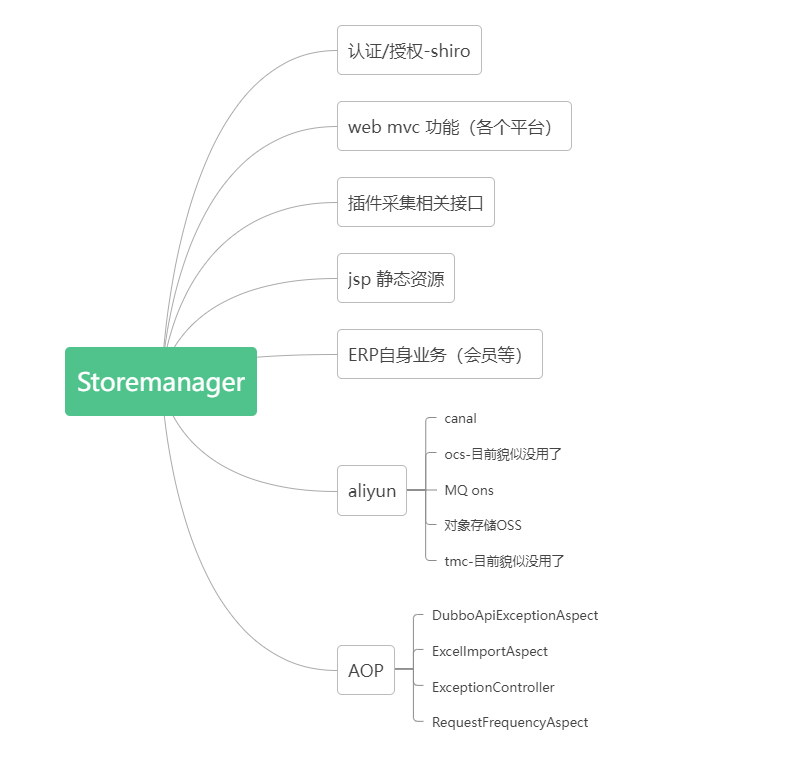 认证/授权-shiro
web mvc 功能（各个平台）
插件采集相关接口
jsp 静态资源
ERP自身业务（会员等）
Storemanager
aliyun
canal
ocs-目前貌似没用了
MQ ons
对象存储OSS
tmc-目前貌似没用了
AOP
DubboApiExceptionAspect
ExcelImportAspect
ExceptionController
RequestFrequencyAspect